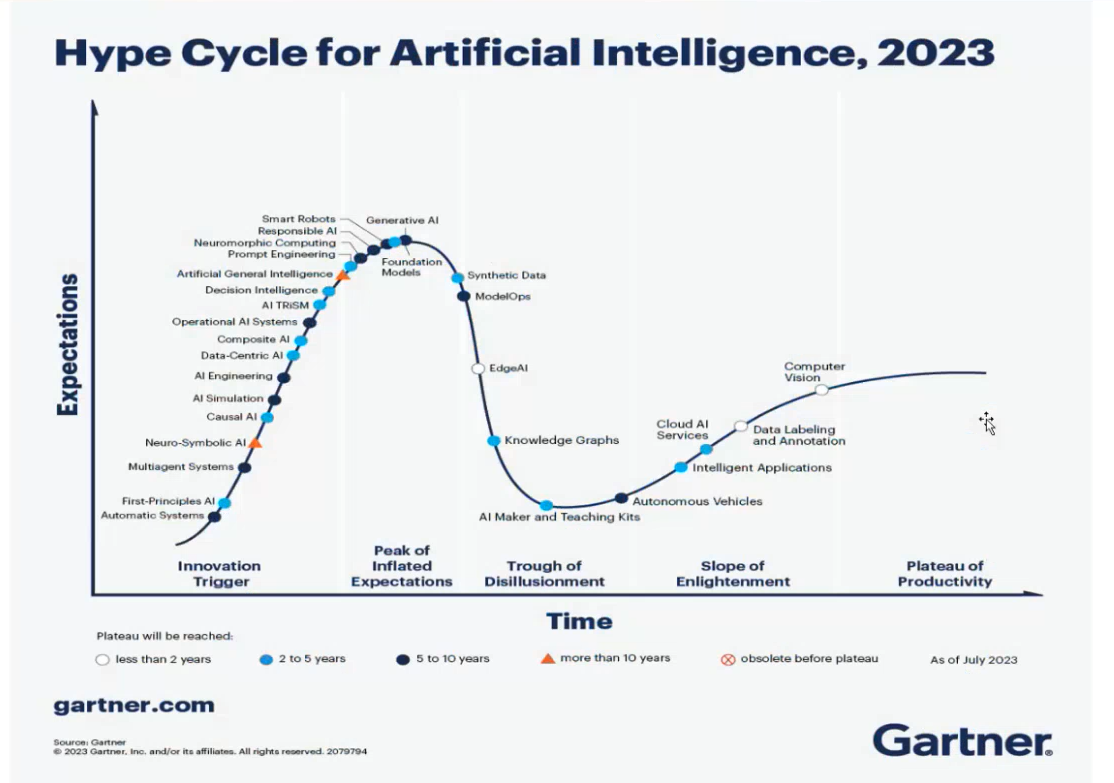 Hype Cycle for Artificial Intelligence, 2023
Expectations
Smart Robots
Generative AI
Responsible AI
Neuromorphic Computing
Prompt Engineering
Foundation
Models
Artificial General Intelligence
Synthetic Data
Decision Intelligence
ModelOps
AI TRiSM
Operational AI Systems
Composite AI
Data-Centric AI
EdgeAI
Computer
Vision
AI Engineering
AI Simulation
Causal AI
Cloud AI
Services
Data Labeling
and Annotation
Neuro-Symbolic AI
Knowledge Graphs
Multiagent Systems
Intelligent Applications
First-Principles AI
Autonomous Vehicles
Automatic Systems
AI Maker and Teaching Kits
Innovation
Trigger
Peak of
Inflated
Expectations
Trough of
Disillusionment
Slope of
Enlightenment
Plateau of
Productivity
Time
Plateau will be reached:
less than 2 years
2 to 5 years
5 to 10 years
more than 10 years
obsolete before plateau
As of July 2023
gartner.com
Source: Gartner
© 2023 Gartner, Inc. and/or its affiliates. All rights reserved. 2079794
Gartner®